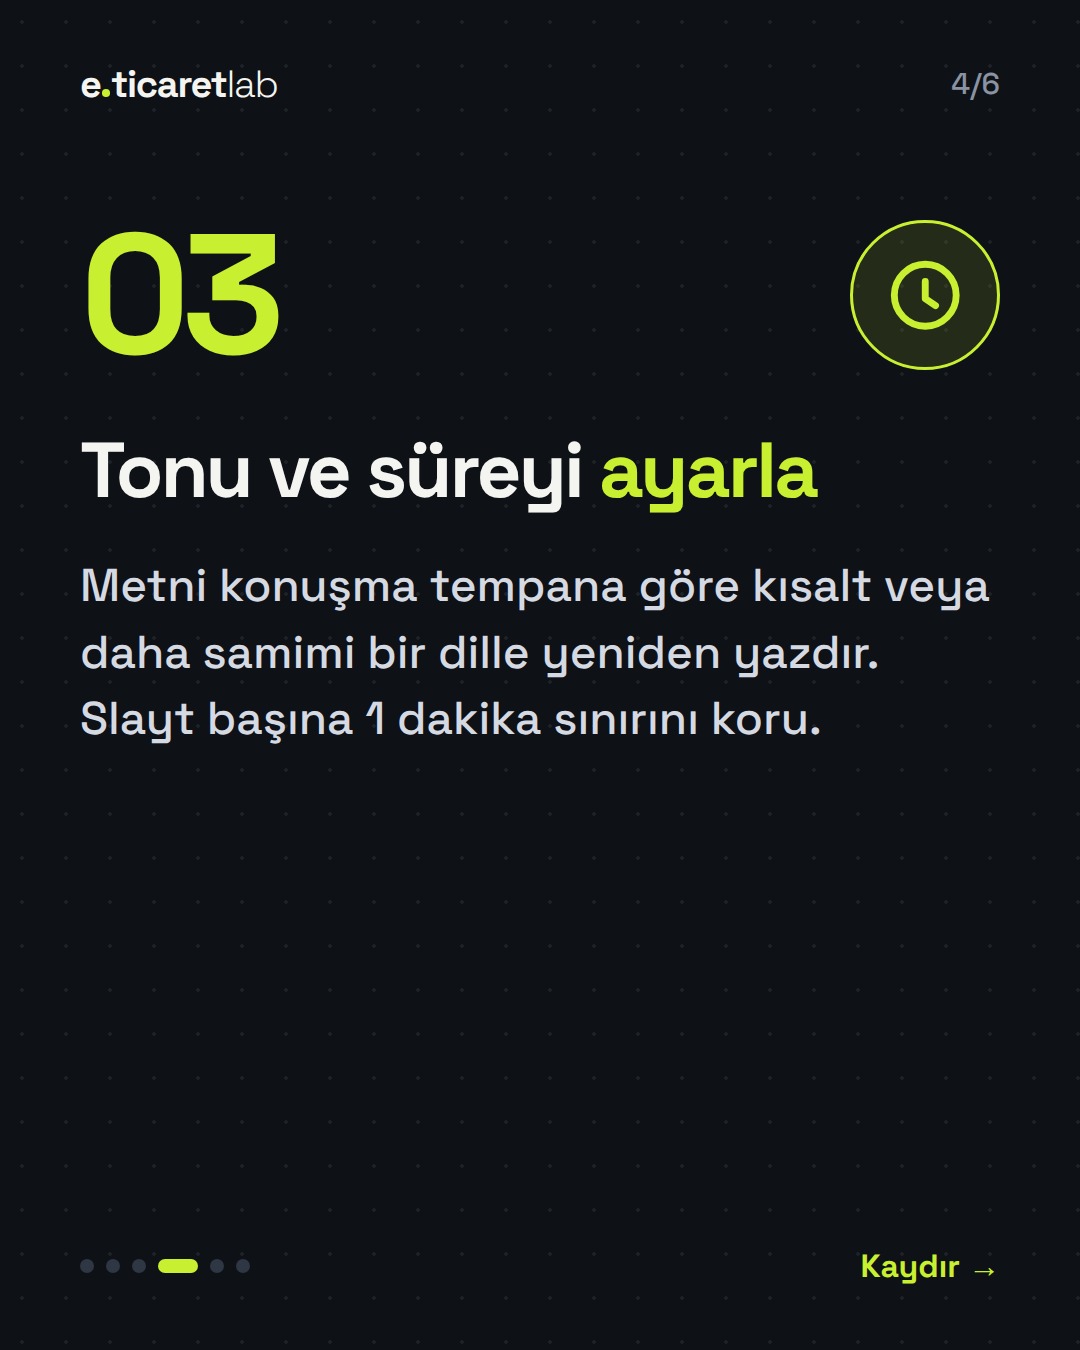 e.ticaretlab
4/6
03
Tonu ve süreyi ayarla
Metni konuşma tempana göre kısalt veya
daha samimi bir dille yeniden yazdır.
Slayt başına 1 dakika sınırını koru.
Kaydır →